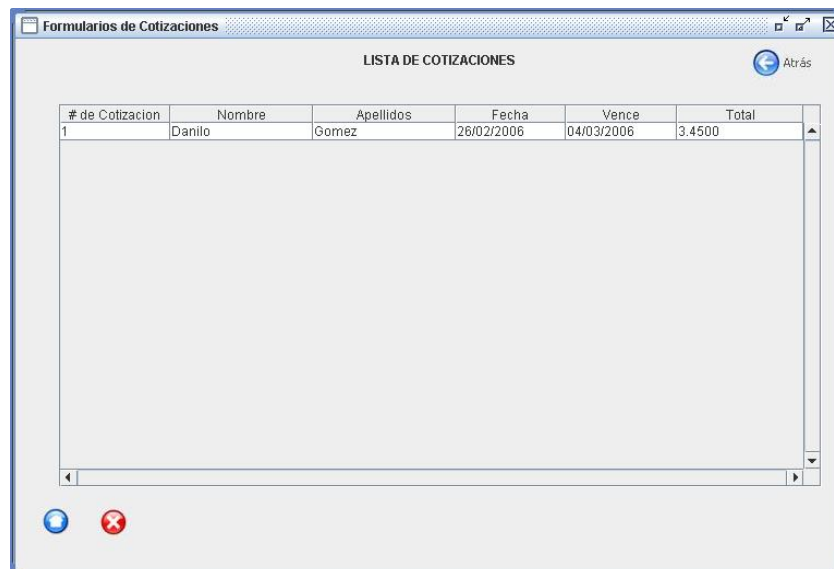 Formularios de Cotizaciones
LISTA DE COTIZACIONES
Atrás
# de Cotizacion Nombre Apellidos Fecha Vence Total
1 Danilo Gomez 26/02/2006 04/03/2006 3.4500